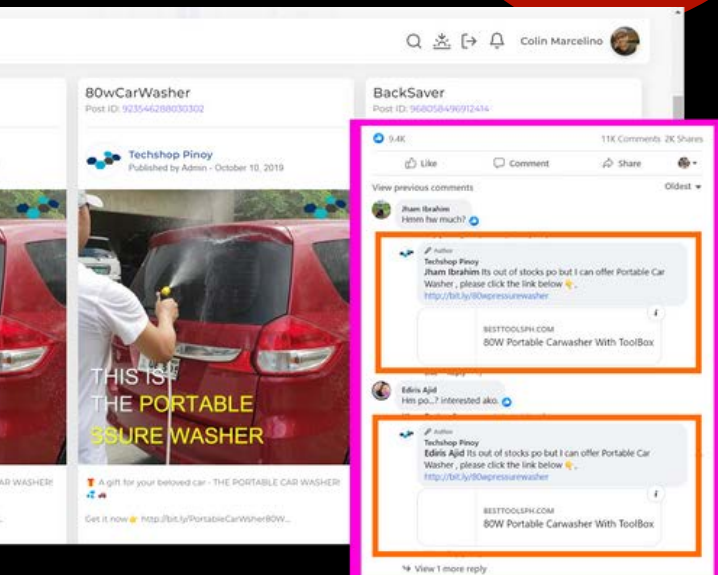 Colin Marcelino
80wCarWasher
Post ID: 923546288030302
Techshop Pinoy
Published by Admin - October 10, 2019
THIS IS
THE PORTABLE
SSURE WASHER
AR WASHER!
A gift for your beloved car - THE PORTABLE CAR WASHER!
Get it now http://bit.ly/PortableCarWsher80W...
BackSaver
Post ID: 968058496912414
9.4K
11K Comments 2K Shares
Like
Comment
Share
View previous comments
Oldest
Jham Ibrahim
Hmm hw much?
Author
Techshop Pinoy
Jham Ibrahim Its out of stocks po but I can offer Portable Car
Washer , please click the link below .
http://bit.ly/80wpressurewasher
BESTTOOLSPH.COM
80W Portable Carwasher With ToolBox
Ediris Ajid
Hm po...? interested ako.
Author
Techshop Pinoy
Ediris Ajid Its out of stocks po but I can offer Portable Car
Washer , please click the link below .
http://bit.ly/80wpressurewasher
BESTTOOLSPH.COM
80W Portable Carwasher With ToolBox
View 1 more reply